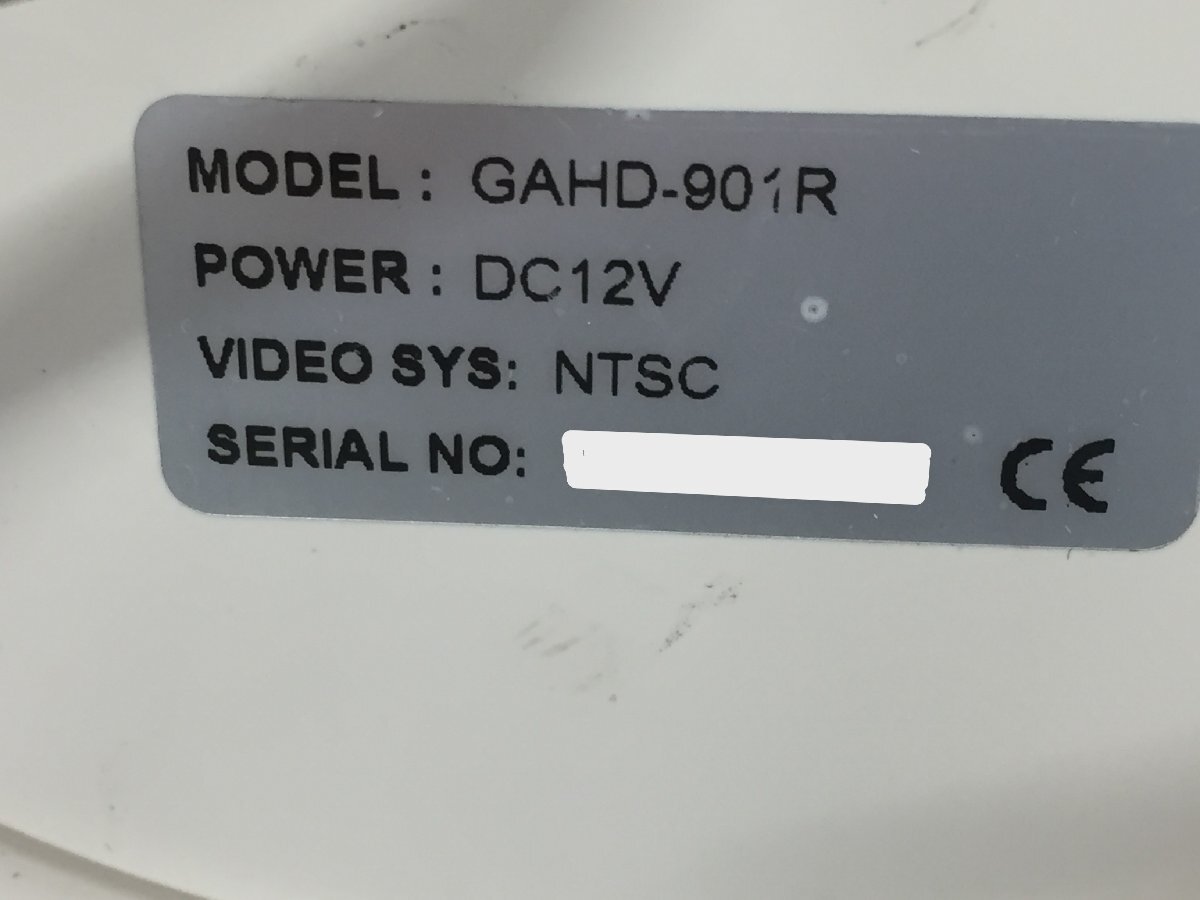 MODEL : GAHD-901R
POWER : DC12V
VIDEO SYS: NTSC
SERIAL NO:
CE